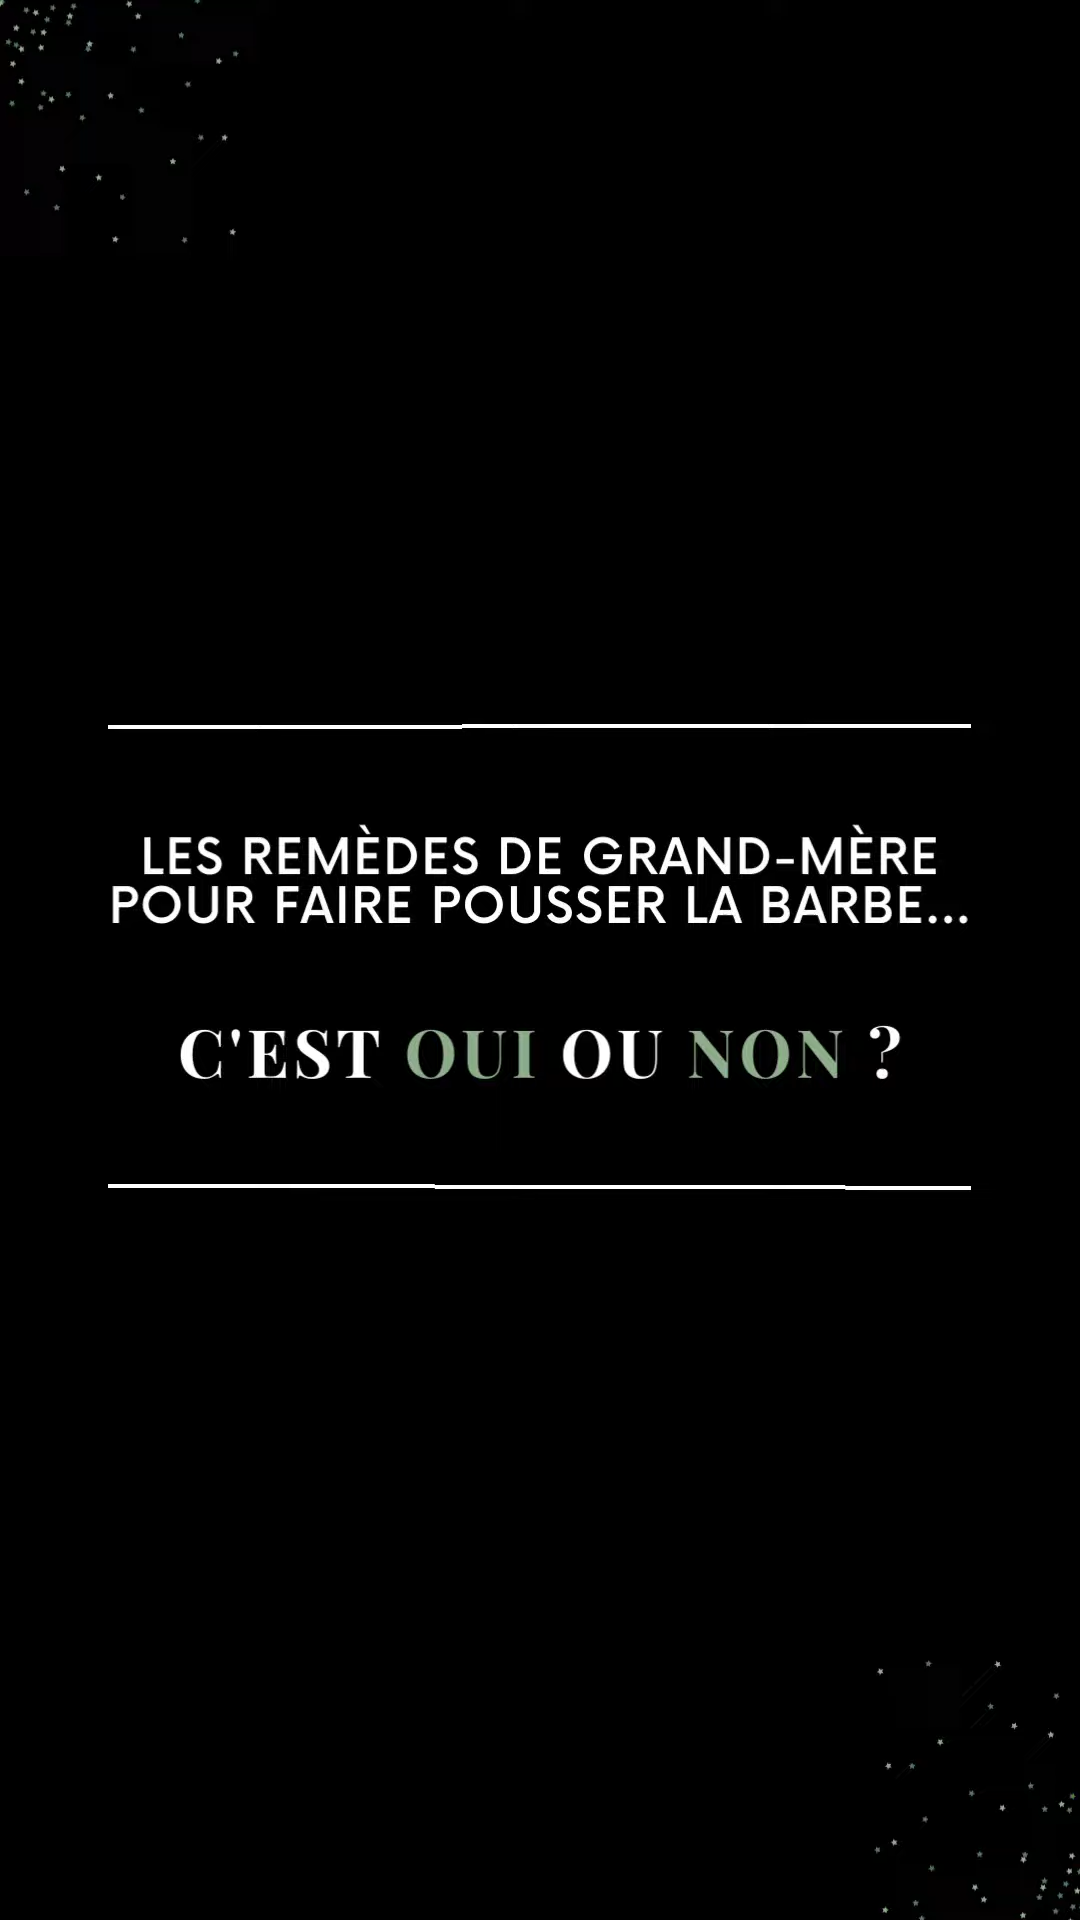 LES REMÈDES DE GRAND-MÈRE
POUR FAIRE POUSSER LA BARBE...
C'EST OUI OU NON ?